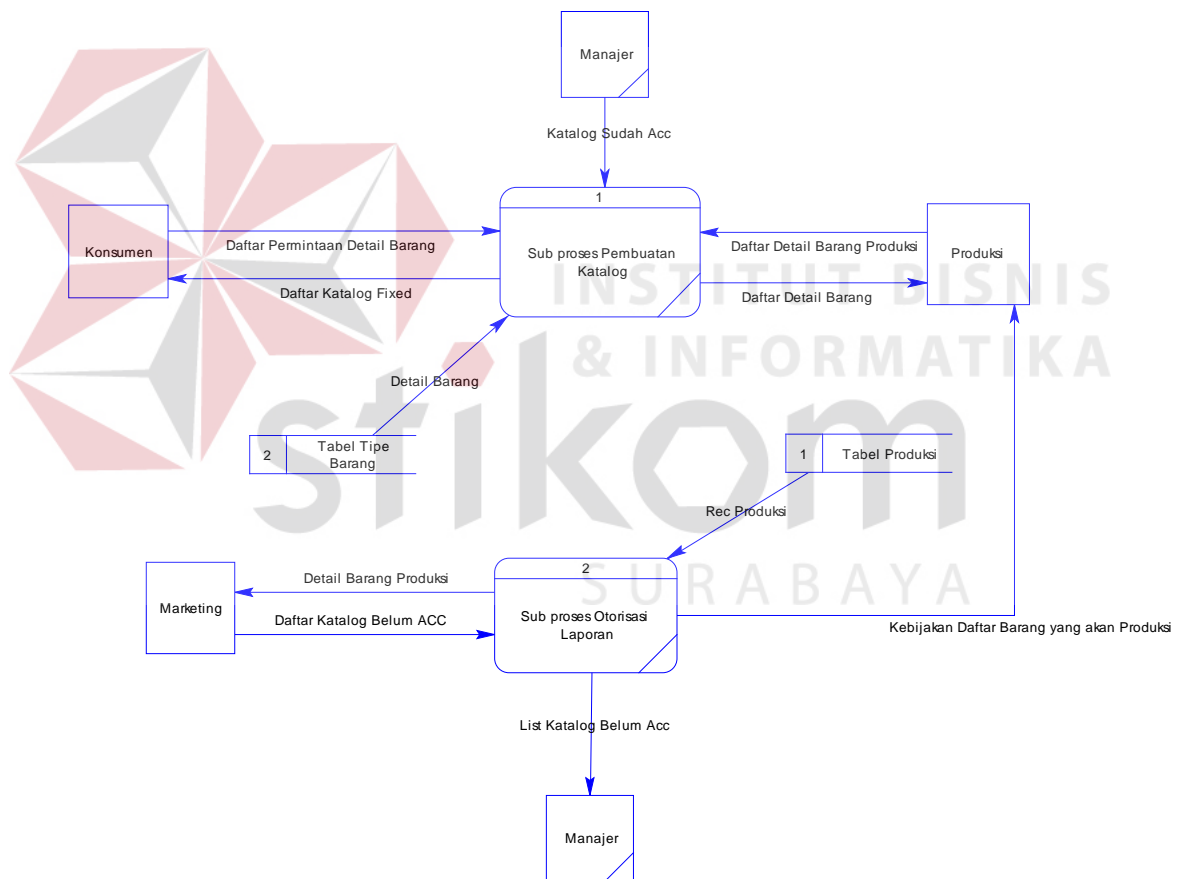 Manajer
Katalog Sudah Acc
1
Sub proses Pembuatan
Katalog
Konsumen
Daftar Permintaan Detail Barang
Daftar Katalog Fixed
Daftar Detail Barang Produksi
Daftar Detail Barang
Produksi
INSTITUT BISNIS
& INFORMATIKA
stikom
SURABAYA
Detail Barang
2
Tabel Tipe
Barang
1
Tabel Produksi
Rec Produksi
2
Sub proses Otorisasi
Laporan
Marketing
Detail Barang Produksi
Daftar Katalog Belum ACC
Kebijakan Daftar Barang yang akan Produksi
List Katalog Belum Acc
Manajer